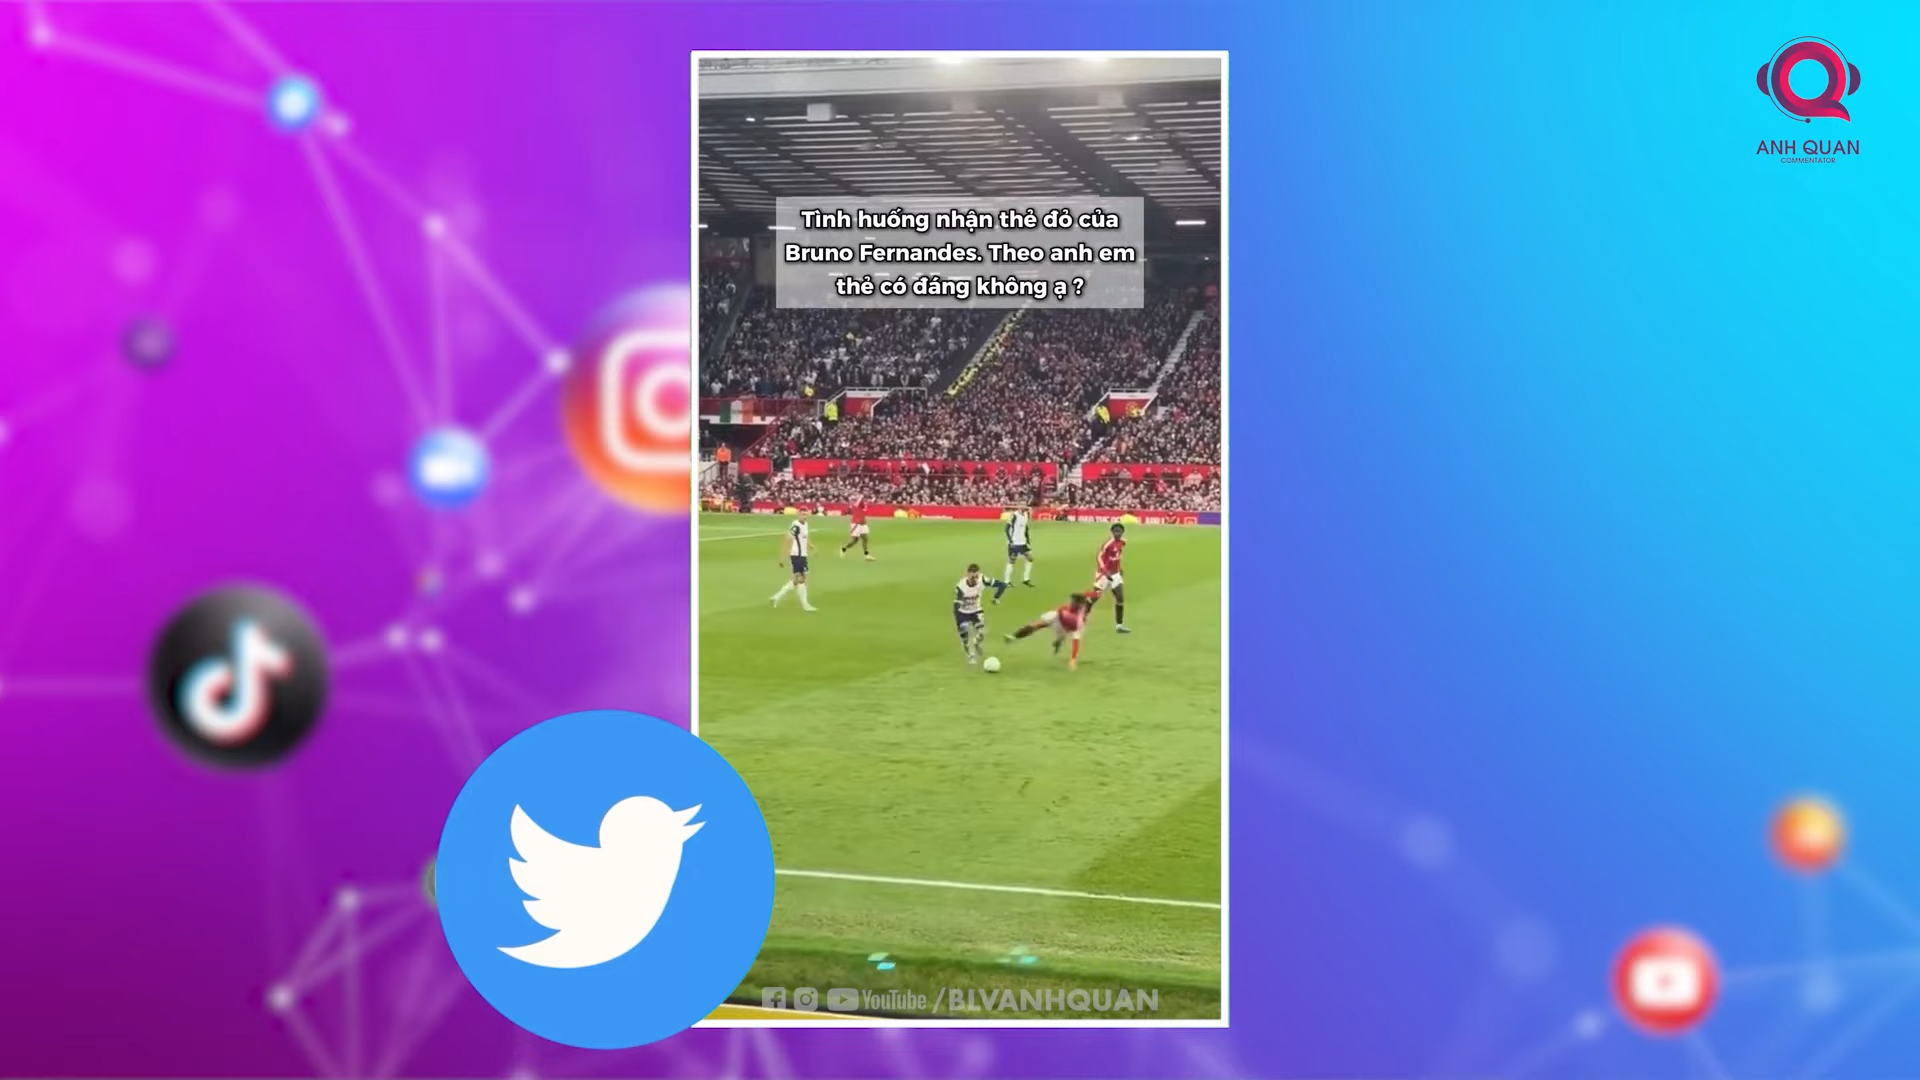 ANH QUAN
COMMENTATOR
Tình huống nhận thẻ đỏ của
Bruno Fernandes. Theo anh em
thẻ có đáng không ạ ?
YouTube /BLVANHQUAN